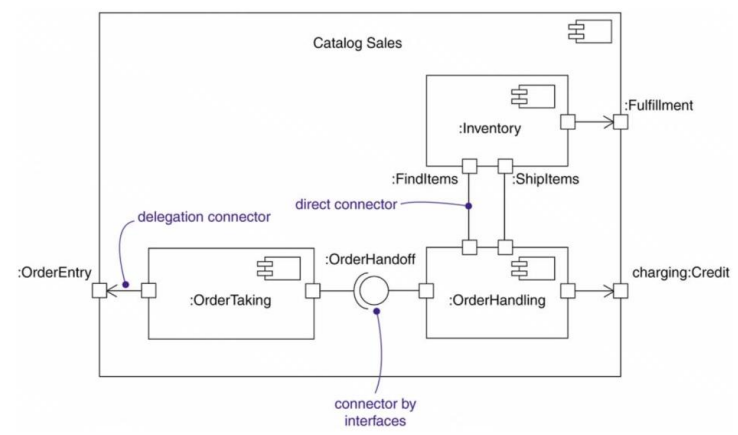 Catalog Sales
:Fulfillment
:Inventory
:FindItems
:ShipItems
direct connector
delegation connector
:OrderHandoff
:OrderEntry
charging:Credit
:OrderTaking
:OrderHandling
connector by
interfaces